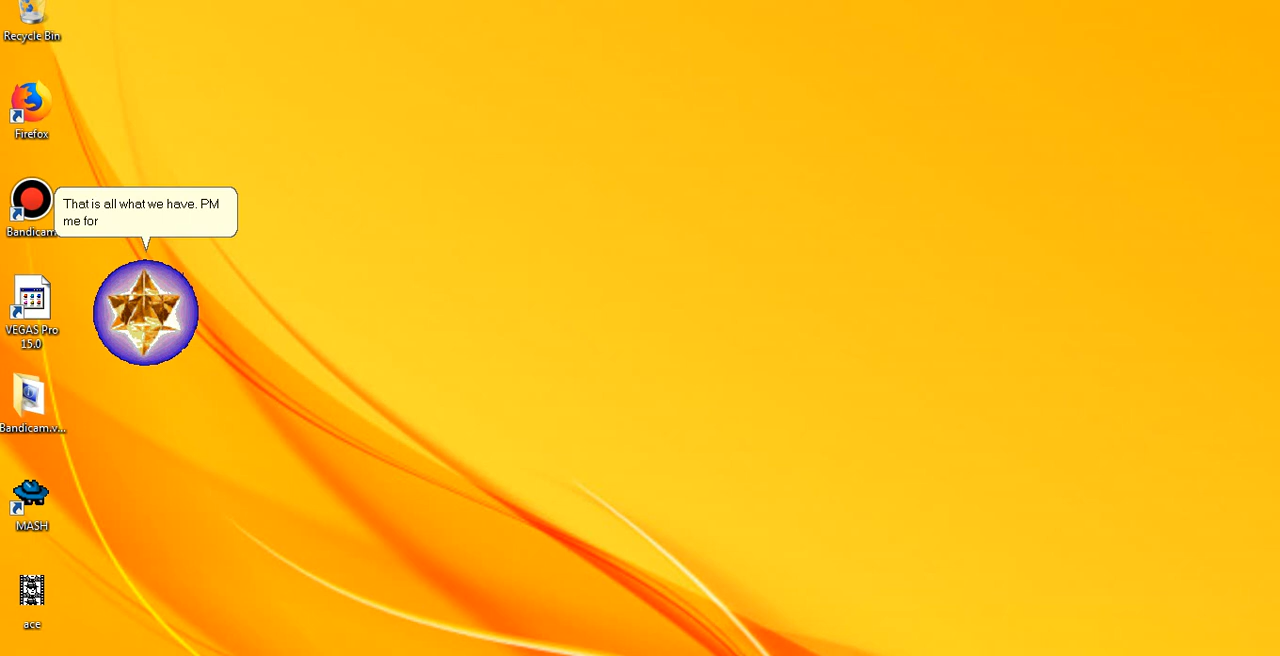 Recycle Bin
Firefox
That is all what we have. PM
me for
Bandicam
VEGAS Pro
15.0
Bandicam.v...
MASH
ace